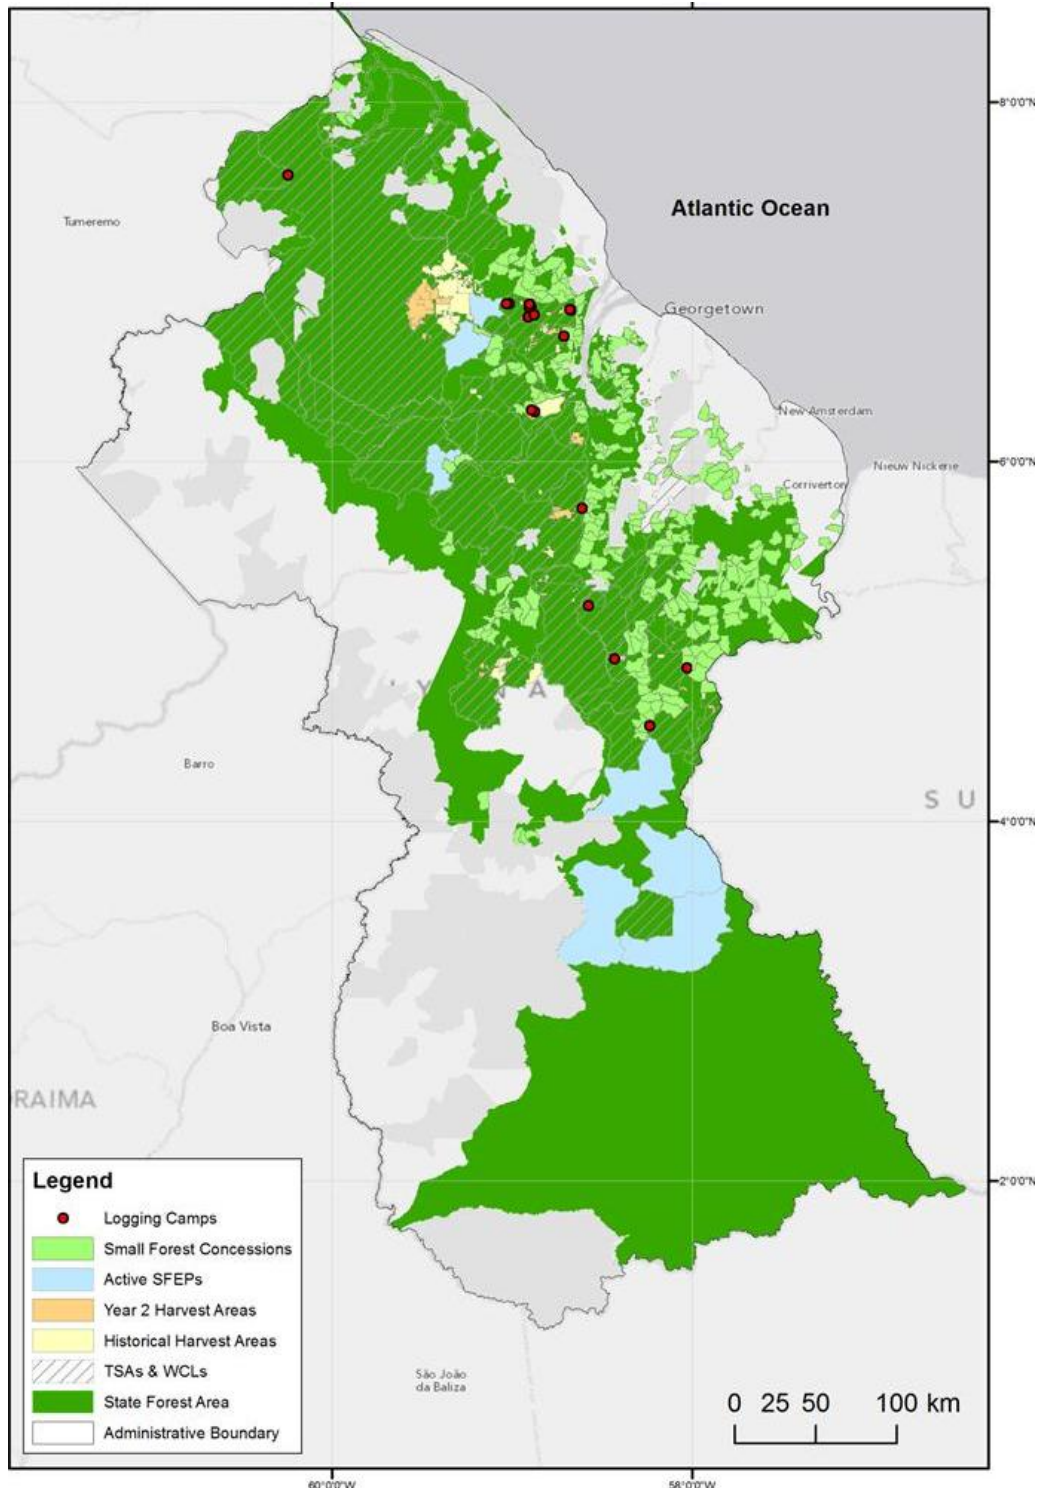 8°0'0"N
Atlantic Ocean
Tumeremo
Georgetown
New Amsterdam
6°0'0"N
Nieuw Nickerie
Corriverton
Barro
S U
4°0'0"N
Boa Vista
RAIMA
Legend
Logging Camps
Small Forest Concessions
Active SFEPs
Year 2 Harvest Areas
Historical Harvest Areas
TSAs & WCLs
State Forest Area
Administrative Boundary
2°0'0"N
São João
da Baliza
0 25 50 100 km
60°0'0"W 58°0'0"W